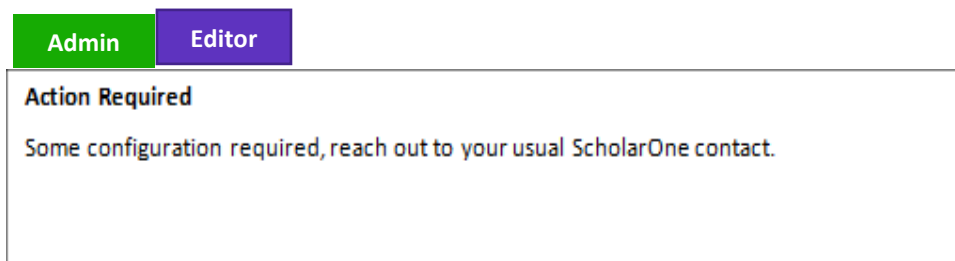 Admin Editor
Action Required
Some configuration required, reach out to your usual ScholarOne contact.